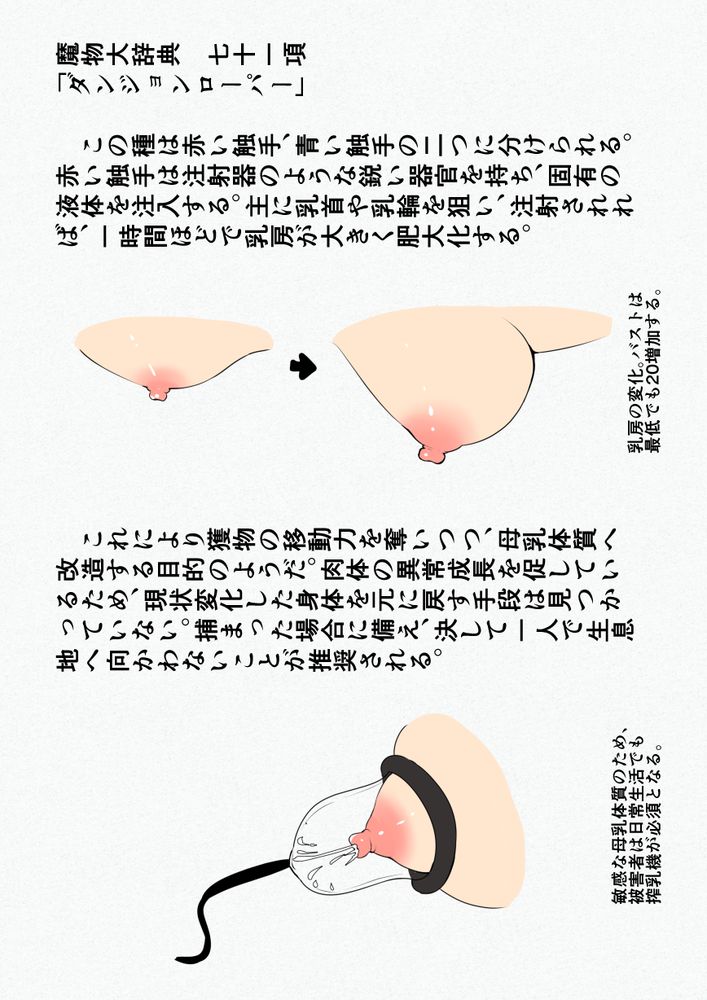 魔物大辞典　七十一項
「ダンジョンローパー」
この種は赤い触手、青い触手の二つに分けられる。
赤い触手は注射器のような鋭い器官を持ち、固有の
液体を注入する。主に乳首や乳輪を狙い、注射されれ
ば、一時間ほどで乳房が大きく肥大化する。
乳房の変化。バストは
最低でも20増加する。
これにより獲物の移動力を奪いつつ、母乳体質へ
改造する目的のようだ。肉体の異常成長を促してい
るため、現状変化した身体を元に戻す手段は見つか
っていない。捕まった場合に備え、決して一人で生息
地へ向かわないことが推奨される。
敏感な母乳体質のため、
被害者は日常生活でも
搾乳機が必須となる。